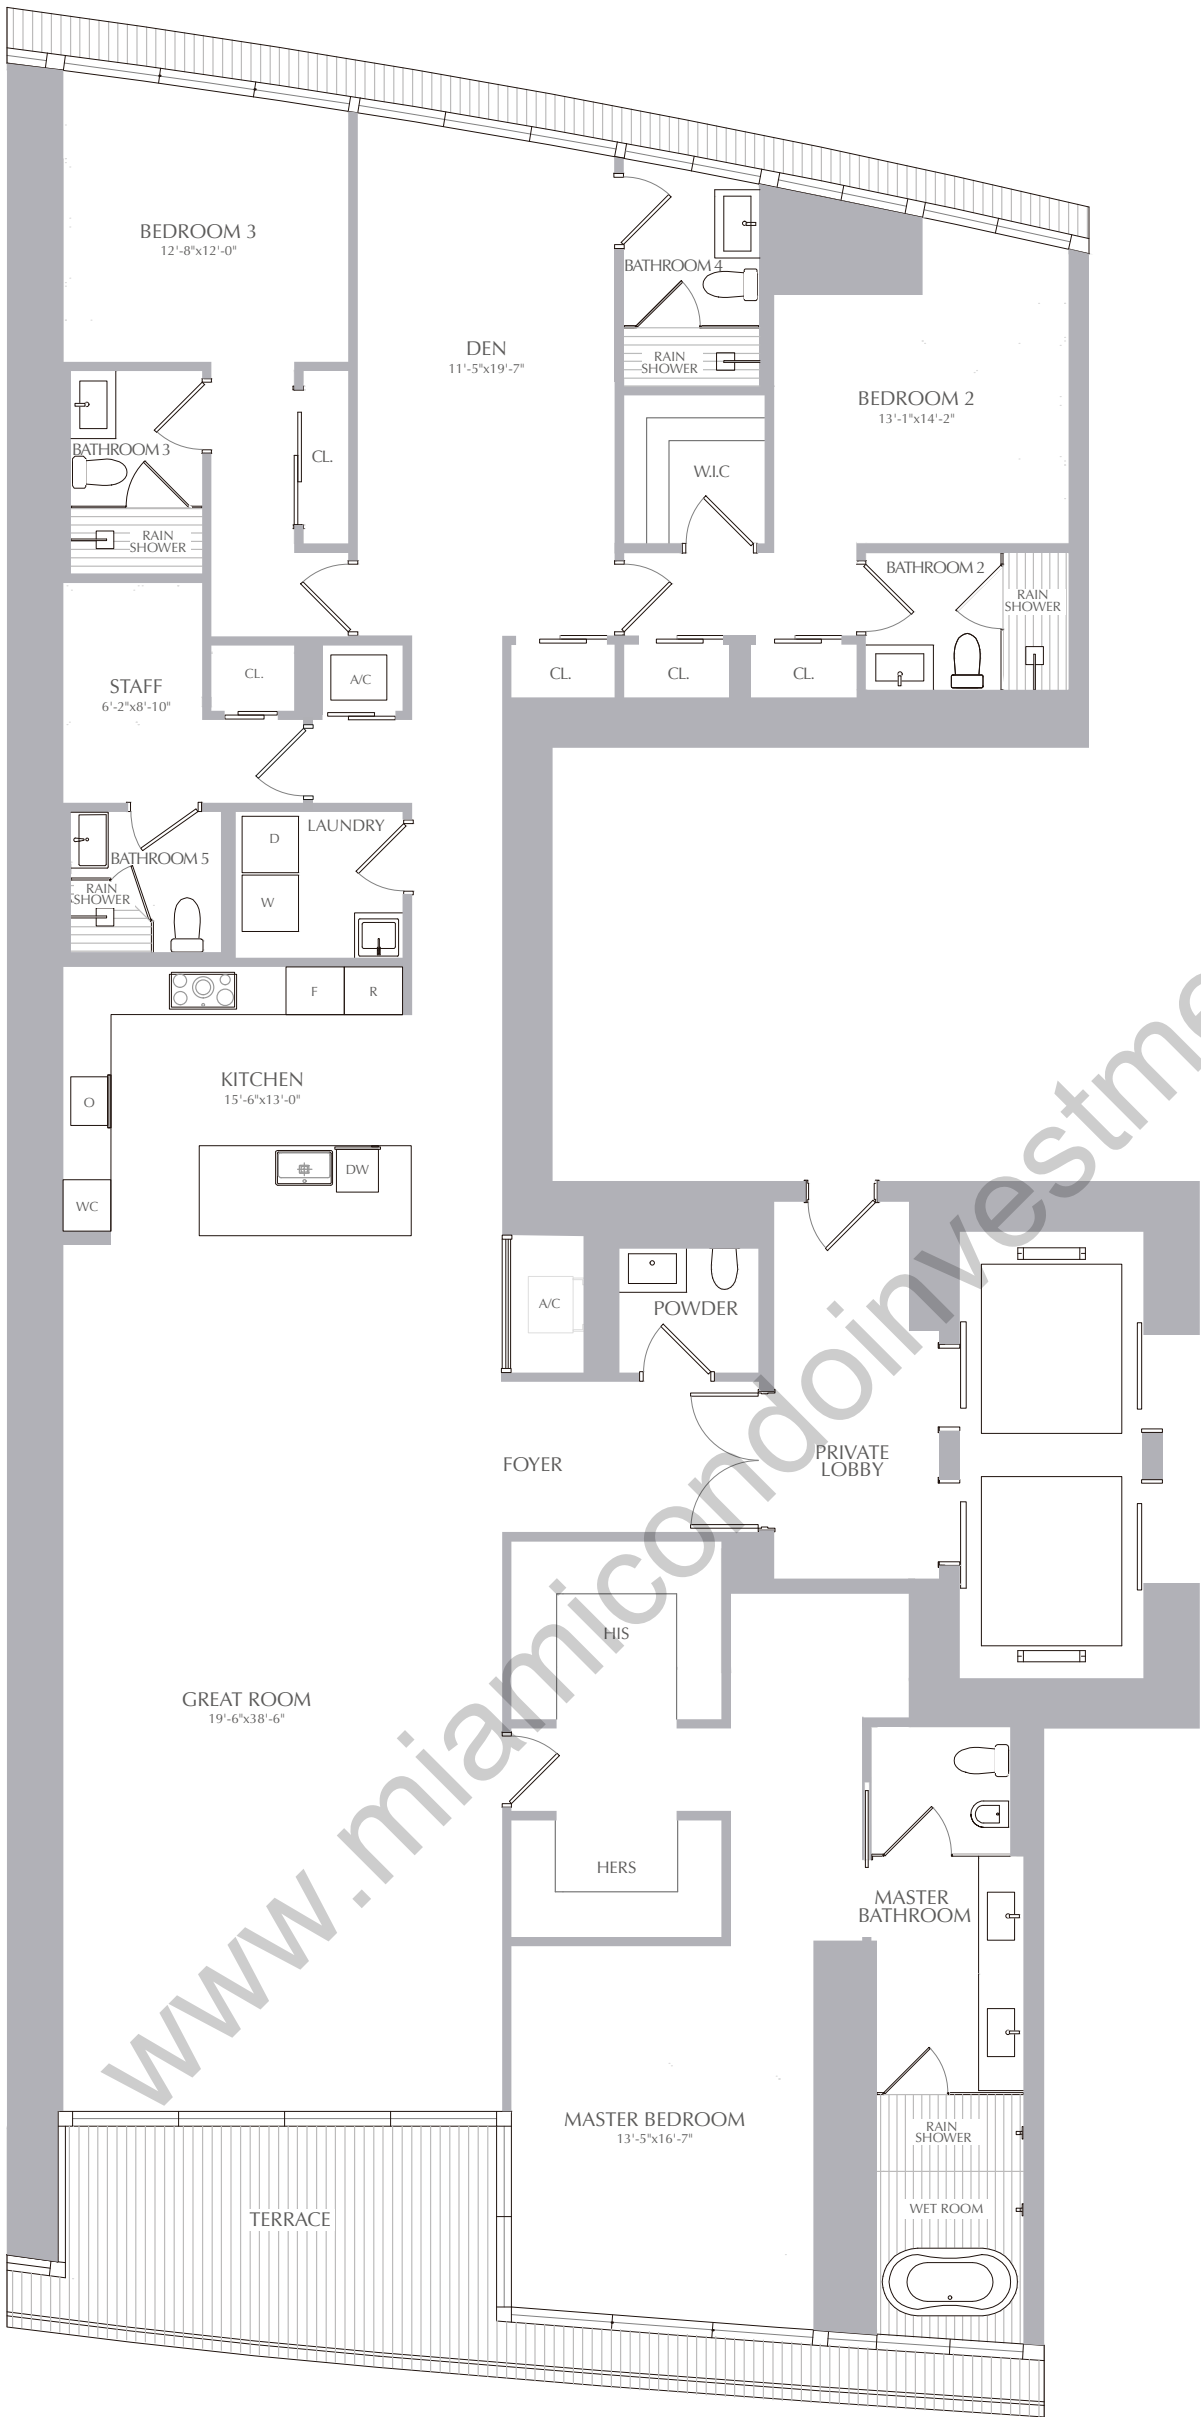 BEDROOM 3
12'-8"x12'-0"
BATHROOM 4
RAIN
SHOWER
DEN
11'-5"x19'-7"
BEDROOM 2
13'-1"x14'-2"
BATHROOM 3
CL.
W.I.C
RAIN
SHOWER
BATHROOM 2
RAIN
SHOWER
STAFF
6'-2"x8'-10"
CL.
A/C
CL.
CL.
CL.
LAUNDRY
D
BATHROOM 5
RAIN
SHOWER
W
F
R
KITCHEN
15'-6"x13'-0"
O
DW
WC
A/C
POWDER
FOYER
PRIVATE
LOBBY
HIS
GREAT ROOM
19'-6"x38'-6"
HERS
MASTER
BATHROOM
MASTER BEDROOM
13'-5"x16'-7"
RAIN
SHOWER
WET ROOM
TERRACE
www.miamicondoinvestme